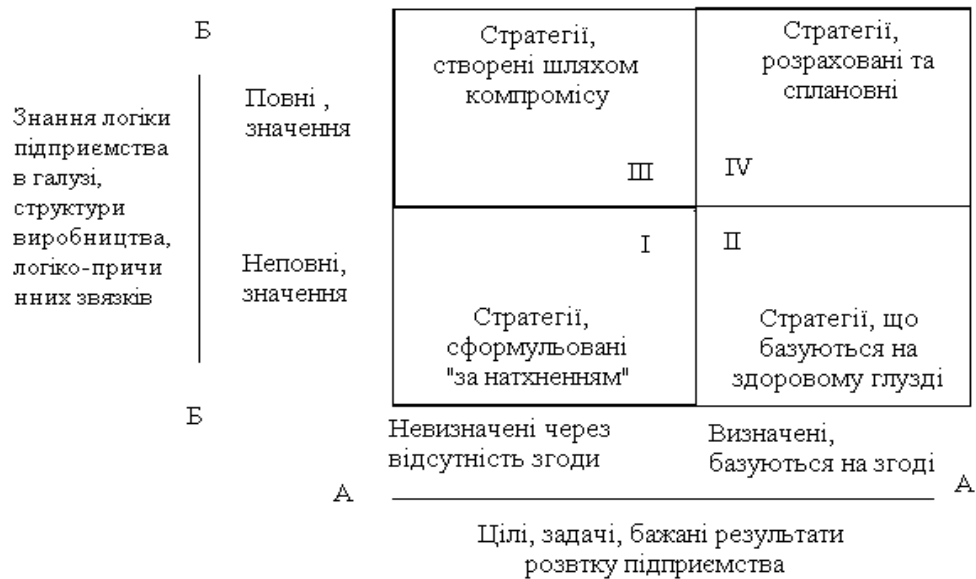 Б
Знання логіки
підприємства
в галузі,
структури
виробництва,
логіко-причи
нних звязків
Б
Повні ,
значення
Неповні,
значення
Стратегії,
створені шляхом
компромісу
III
Стратегії,
розраховані та
сплановні
IV
I
Стратегії,
сформульовані
"за натхненням"
II
Стратегії, що
базуються на
здоровому глузді
Невизначені через
відсутність згоди
Визначені,
базуються на згоді
А
А
Цілі, задачі, бажані результати
розвтку підприємства